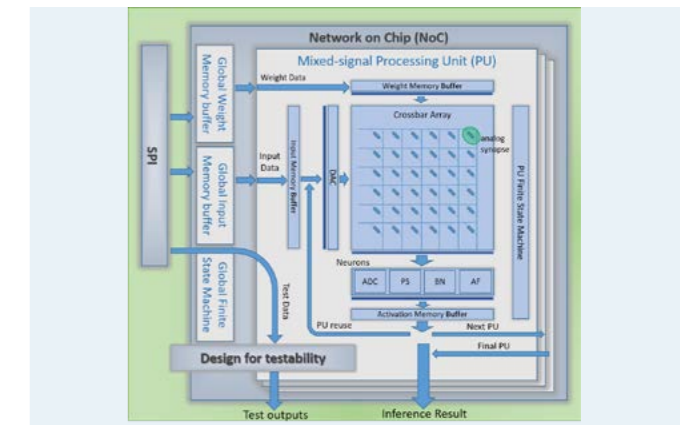 Network on Chip (NoC)
Mixed-signal Processing Unit (PU)
SPI
Global Weight
Memory buffer
Global Input
Memory buffer
Global Finite
State Machine
Weight Data
Weight Memory Buffer
Crossbar Array
analog
synapse
Input
Data
Input Memory Buffer
DAC
PU Finite State Machine
Neurons
ADC
PS
BN
AF
Activation Memory Buffer
Test Data
PU reuse
Next PU
Final PU
Design for testability
Test outputs
Inference Result